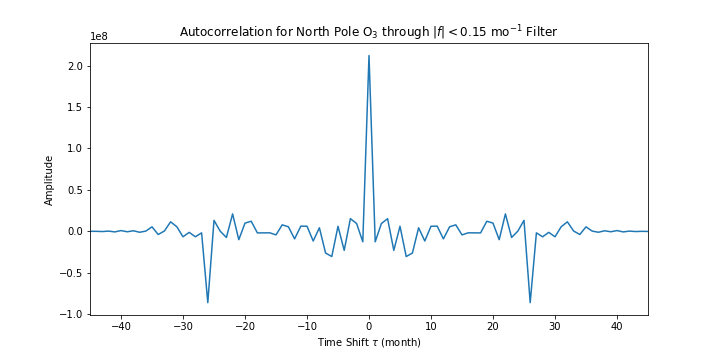 Autocorrelation for North Pole O₃ through |f| < 0.15 mo⁻¹ Filter
1e8
2.0
1.5
1.0
0.5
0.0
−0.5
−1.0
Amplitude
−40 −30 −20 −10 0 10 20 30 40
Time Shift τ (month)